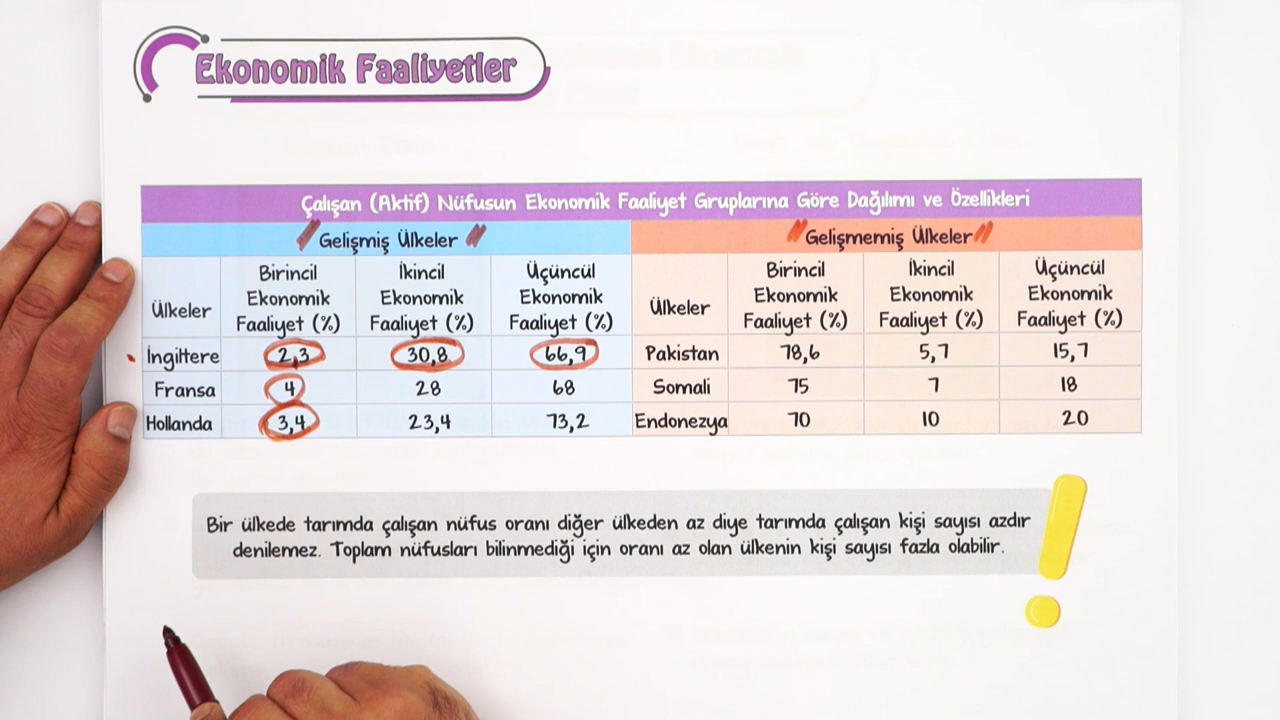 Ekonomik Faaliyetler
Çalışan (Aktif) Nüfusun Ekonomik Faaliyet Gruplarına Göre Dağılımı ve Özellikleri
Gelişmiş Ülkeler Gelişmemiş Ülkeler
Ülkeler Birincil Ekonomik Faaliyet (%) İkincil Ekonomik Faaliyet (%) Üçüncül Ekonomik Faaliyet (%) Ülkeler Birincil Ekonomik Faaliyet (%) İkincil Ekonomik Faaliyet (%) Üçüncül Ekonomik Faaliyet (%)
İngiltere 2,3 30,8 66,9 Pakistan 78,6 5,7 15,7
Fransa 4 28 68 Somali 75 7 18
Hollanda 3,4 23,4 73,2 Endonezya 70 10 20
Bir ülkede tarımda çalışan nüfus oranı diğer ülkeden az diye tarımda çalışan kişi sayısı azdır
denilemez. Toplam nüfusları bilinmediği için oranı az olan ülkenin kişi sayısı fazla olabilir.